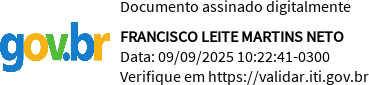 Documento assinado digitalmente
gov.br
FRANCISCO LEITE MARTINS NETO
Data: 09/09/2025 10:22:41-0300
Verifique em https://validar.iti.gov.br